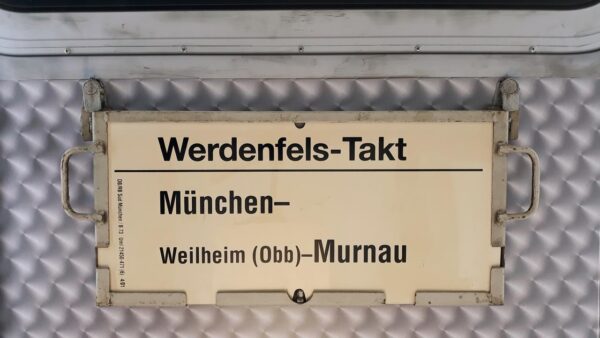 Werdenfels-Takt
München–
Weilheim (Obb)–Murnau